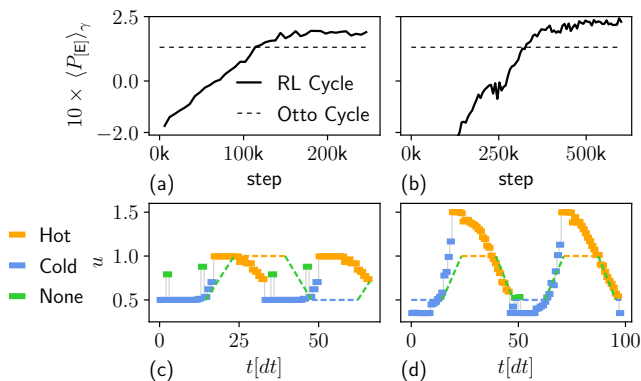 10 × ⟨P[E]⟩γ
2.5
0.0
−2.0
RL Cycle
Otto Cycle
0k 100k 200k
(a) step
0k 250k 500k
(b) step
Hot
Cold
None
u
1.5
1.0
0.5
0 25 50
(c) t[dt]
0 50 100
(d) t[dt]